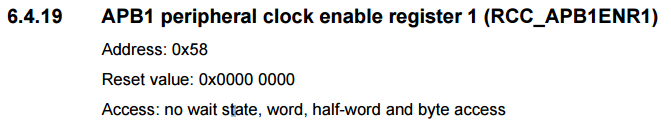 6.4.19 APB1 peripheral clock enable register 1 (RCC_APB1ENR1)
Address: 0x58
Reset value: 0x0000 0000
Access: no wait state, word, half-word and byte access